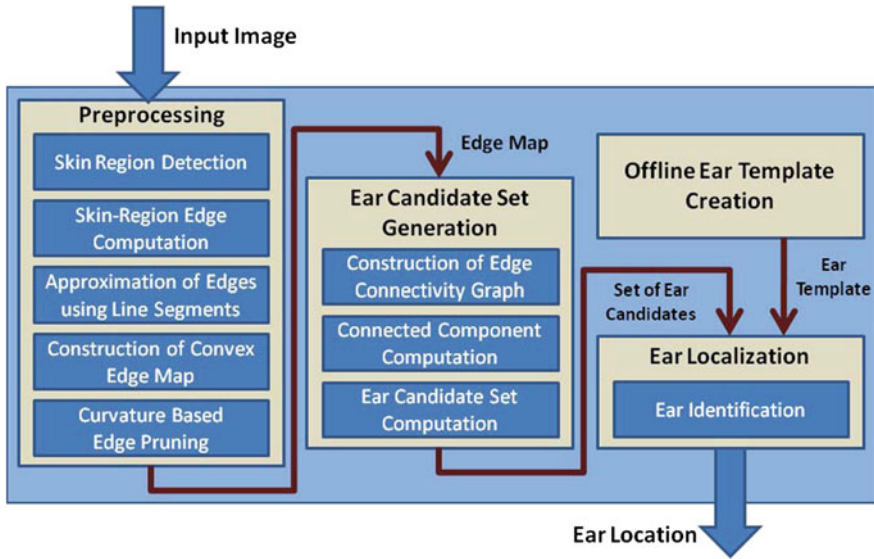 Input Image
Preprocessing
Skin Region Detection
Skin-Region Edge
Computation
Approximation of Edges
using Line Segments
Construction of Convex
Edge Map
Curvature Based
Edge Pruning
Edge Map
Ear Candidate Set
Generation
Construction of Edge
Connectivity Graph
Connected Component
Computation
Ear Candidate Set
Computation
Offline Ear Template
Creation
Set of Ear
Candidates
Ear
Template
Ear Localization
Ear Identification
Ear Location